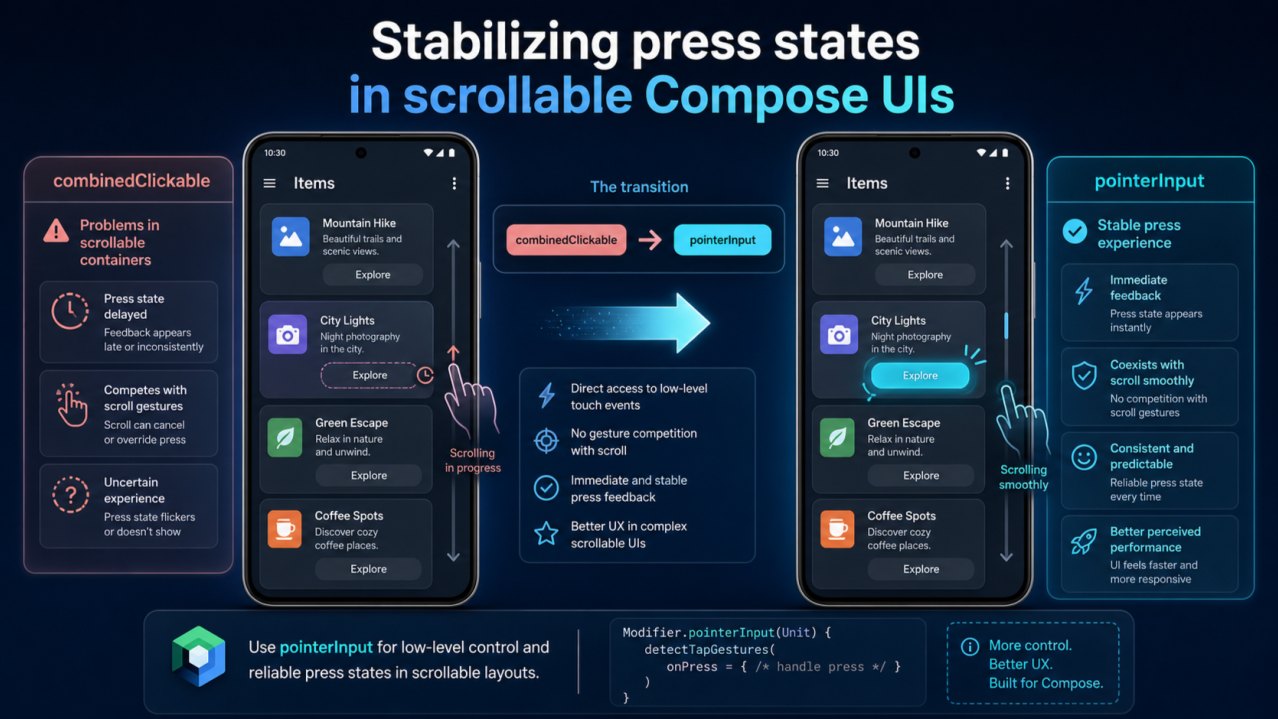 Stabilizing press states
in scrollable Compose UIs
combinedClickable
Problems in
scrollable
containers
Press state
delayed
Feedback appears
late or inconsistently
Competes with
scroll gestures
Scroll can cancel
or override press
Uncertain
experience
Press state flickers
or doesn't show
10:30
Items
Mountain Hike
Beautiful trails and
scenic views.
Explore
City Lights
Night photography
in the city.
Explore
Green Escape
Relax in nature
and unwind.
Explore
Coffee Spots
Discover cozy
coffee places.
Explore
Scrolling
in progress
The transition
combinedClickable
pointerInput
Direct access to low-level
touch events
No gesture competition
with scroll
Immediate and stable
press feedback
Better UX in complex
scrollable UIs
10:30
Items
Mountain Hike
Beautiful trails and
scenic views.
Explore
City Lights
Night photography
in the city.
Explore
Green Escape
Relax in nature
and unwind.
Explore
Coffee Spots
Discover cozy
coffee places.
Explore
Scrolling
smoothly
pointerInput
Stable press
experience
Immediate
feedback
Press state appears
instantly
Coexists with
scroll smoothly
No competition with
scroll gestures
Consistent and
predictable
Reliable press state
every time
Better perceived
performance
UI feels faster and
more responsive
Use pointerInput for low-level control and
reliable press states in scrollable layouts.
Modifier.pointerInput(Unit) {
detectTapGestures(
onPress = { /* handle press */ }
)
}
More control.
Better UX.
Built for Compose.